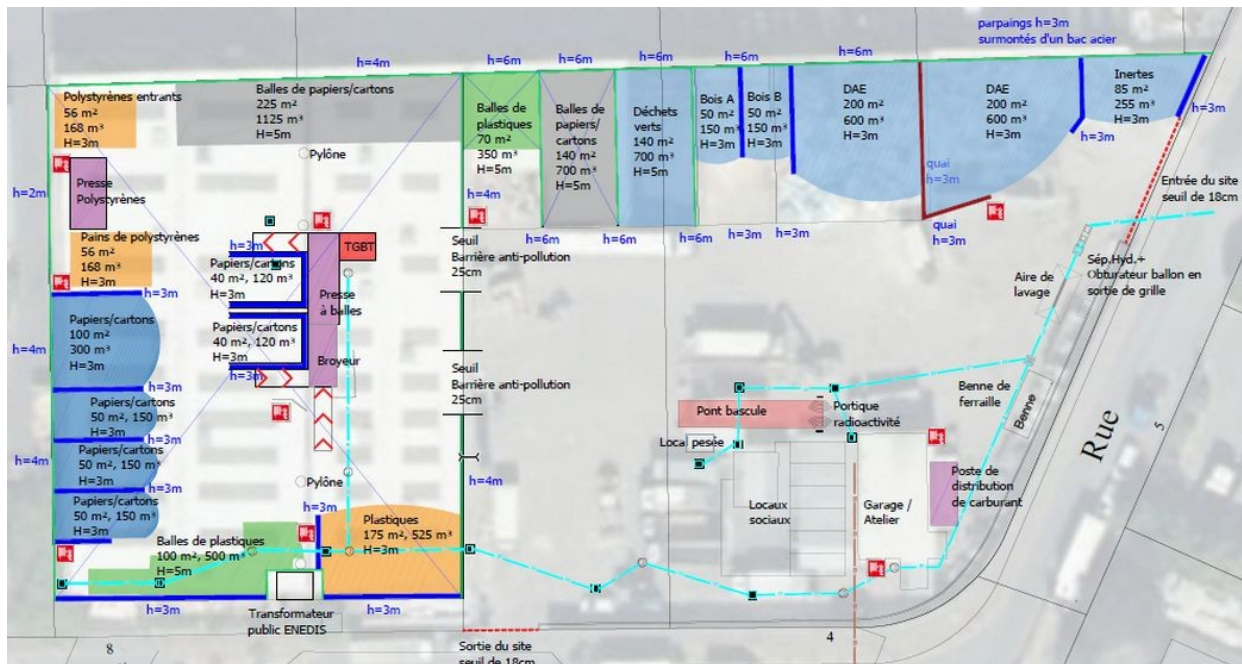 parpaings h=3m
surmontés d'un bac acier
h=4m
h=6m
h=6m
h=6m
h=6m
Polystyrènes entrants
56 m²
168 m³
H=3m
Balles de papiers/cartons
225 m²
1125 m³
H=5m
Balles de
plastiques
70 m²
350 m³
H=5m
Balles de
papiers/
cartons
140 m²
700 m³
H=5m
Déchets
verts
140 m²
700 m³
H=5m
Bois A
50 m²
150 m³
H=3m
Bois B
50 m²
150 m³
H=3m
DAE
200 m²
600 m³
H=3m
DAE
200 m²
600 m³
H=3m
Inertes
85 m²
255 m³
H=3m
h=3m
h=3m
Pylône
h=2m
Presse
Polystyrènes
h=4m
quai
h=3m
quai
h=3m
Entrée du site
seuil de 18cm
h=6m
h=6m
h=3m
h=3m
Pains de polystyrènes
56 m²
168 m³
H=3m
h=3m
TGBT
Seuil
Barrière anti-pollution
25cm
Papiers/cartons
40 m², 120 m³
H=3m
Presse
à balles
Sép.Hyd.+
Obturateur ballon en
sortie de grille
Aire de
lavage
h=3m
Papiers/cartons
100 m²
300 m³
H=3m
Papiers/cartons
40 m², 120 m³
H=3m
h=4m
Broyeur
h=3m
h=3m
Seuil
Barrière anti-pollution
25cm
Benne de
ferraille
Benne
Rue
5
Papiers/cartons
50 m², 150 m³
H=3m
h=3m
Pont bascule
Portique
radioactivité
Local pesée
h=4m
Papiers/cartons
50 m², 150 m³
H=3m
h=3m
h=4m
Poste de
distribution
de carburant
Pylône
Papiers/cartons
50 m², 150 m³
H=3m
h=3m
h=3m
Plastiques
175 m², 525 m³
H=3m
Locaux
sociaux
Garage /
Atelier
Balles de plastiques
100 m², 500 m³
H=5m
h=3m
h=3m
Transformateur
public ENEDIS
Sortie du site
seuil de 18cm
8
4